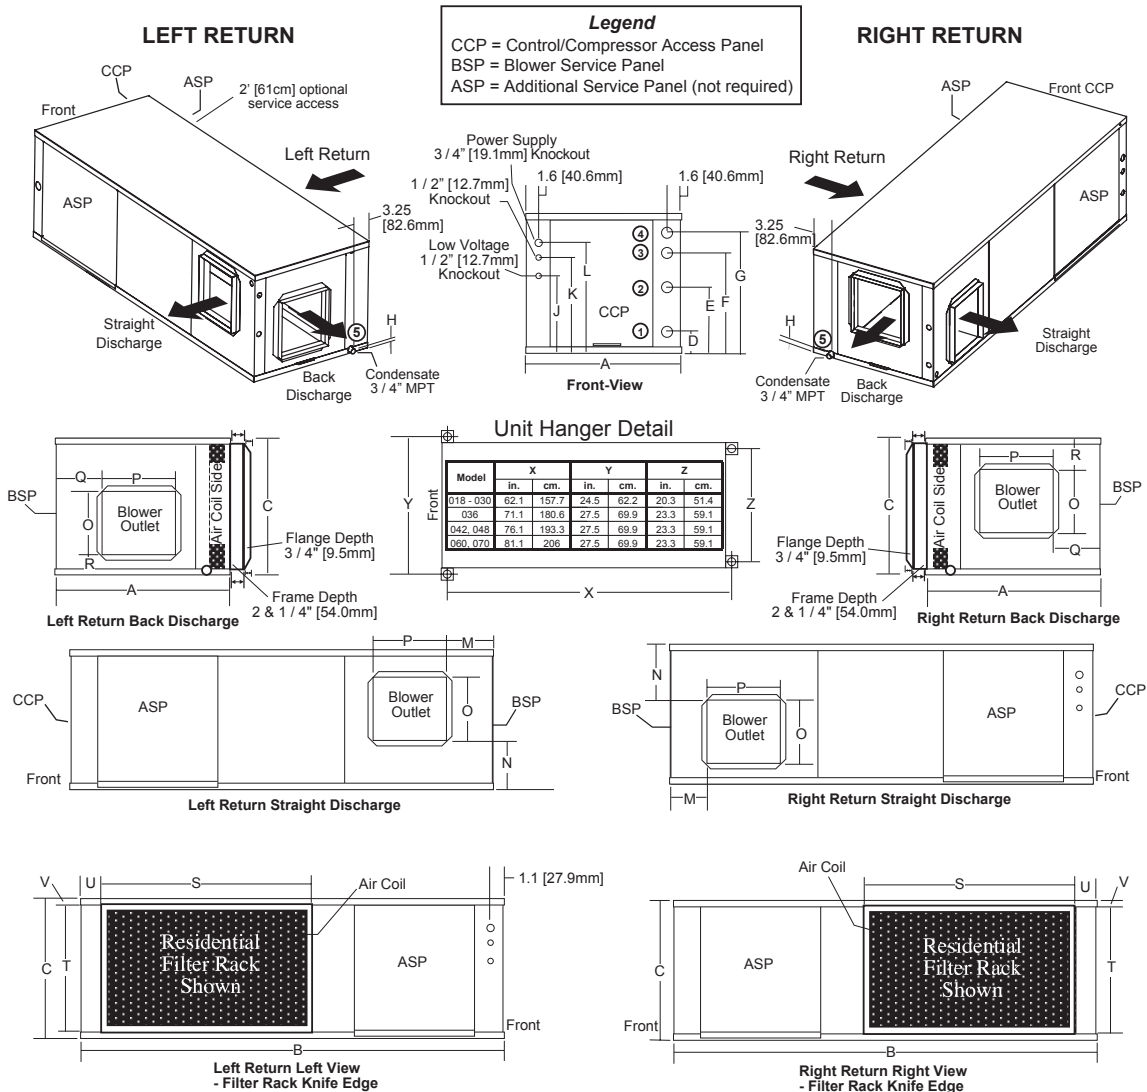 LEFT RETURN
Legend
CCP = Control/Compressor Access Panel
BSP = Blower Service Panel
ASP = Additional Service Panel (not required)
RIGHT RETURN
CCP
ASP
2' [61cm] optional
service access
Front
Left Return
ASP
3.25
[82.6mm]
Straight
Discharge
Back
Discharge
5
H
Condensate
3 / 4" MPT
Power Supply
3 / 4" [19.1mm] Knockout
1 / 2" [12.7mm]
Knockout
Low Voltage
1 / 2" [12.7mm]
Knockout
1.6 [40.6mm]
1.6 [40.6mm]
4
3
2
1
CCP
L
K
J
G
F
E
D
A
Front-View
ASP
Front CCP
Right Return
ASP
3.25
[82.6mm]
H
5
Condensate
3 / 4" MPT
Back
Discharge
Straight
Discharge
BSP
Q
P
O
R
Blower
Outlet
Air Coil Side
C
Flange Depth
3 / 4" [9.5mm]
Frame Depth
2 & 1 / 4" [54.0mm]
A
Left Return Back Discharge
Unit Hanger Detail
Y
Front
Model X Y Z
in. cm. in. cm. in. cm.
018 - 030 62.1 157.7 24.5 62.2 20.3 51.4
036 71.1 180.6 27.5 69.9 23.3 59.1
042, 048 76.1 193.3 27.5 69.9 23.3 59.1
060, 070 81.1 206 27.5 69.9 23.3 59.1
Z
X
C
Air Coil Side
P
R
O
Q
Blower
Outlet
BSP
Flange Depth
3 / 4" [9.5mm]
Frame Depth
2 & 1 / 4" [54.0mm]
A
Right Return Back Discharge
CCP
ASP
P
M
Blower
Outlet
O
BSP
N
Front
Left Return Straight Discharge
N
BSP
P
Blower
Outlet
O
M
ASP
CCP
Front
Right Return Straight Discharge
V
U
S
Air Coil
1.1 [27.9mm]
C
T
Residential
Filter Rack
Shown
ASP
Front
B
Left Return Left View
- Filter Rack Knife Edge
Air Coil
S
U
V
C
ASP
Residential
Filter Rack
Shown
T
Front
B
Right Return Right View
- Filter Rack Knife Edge